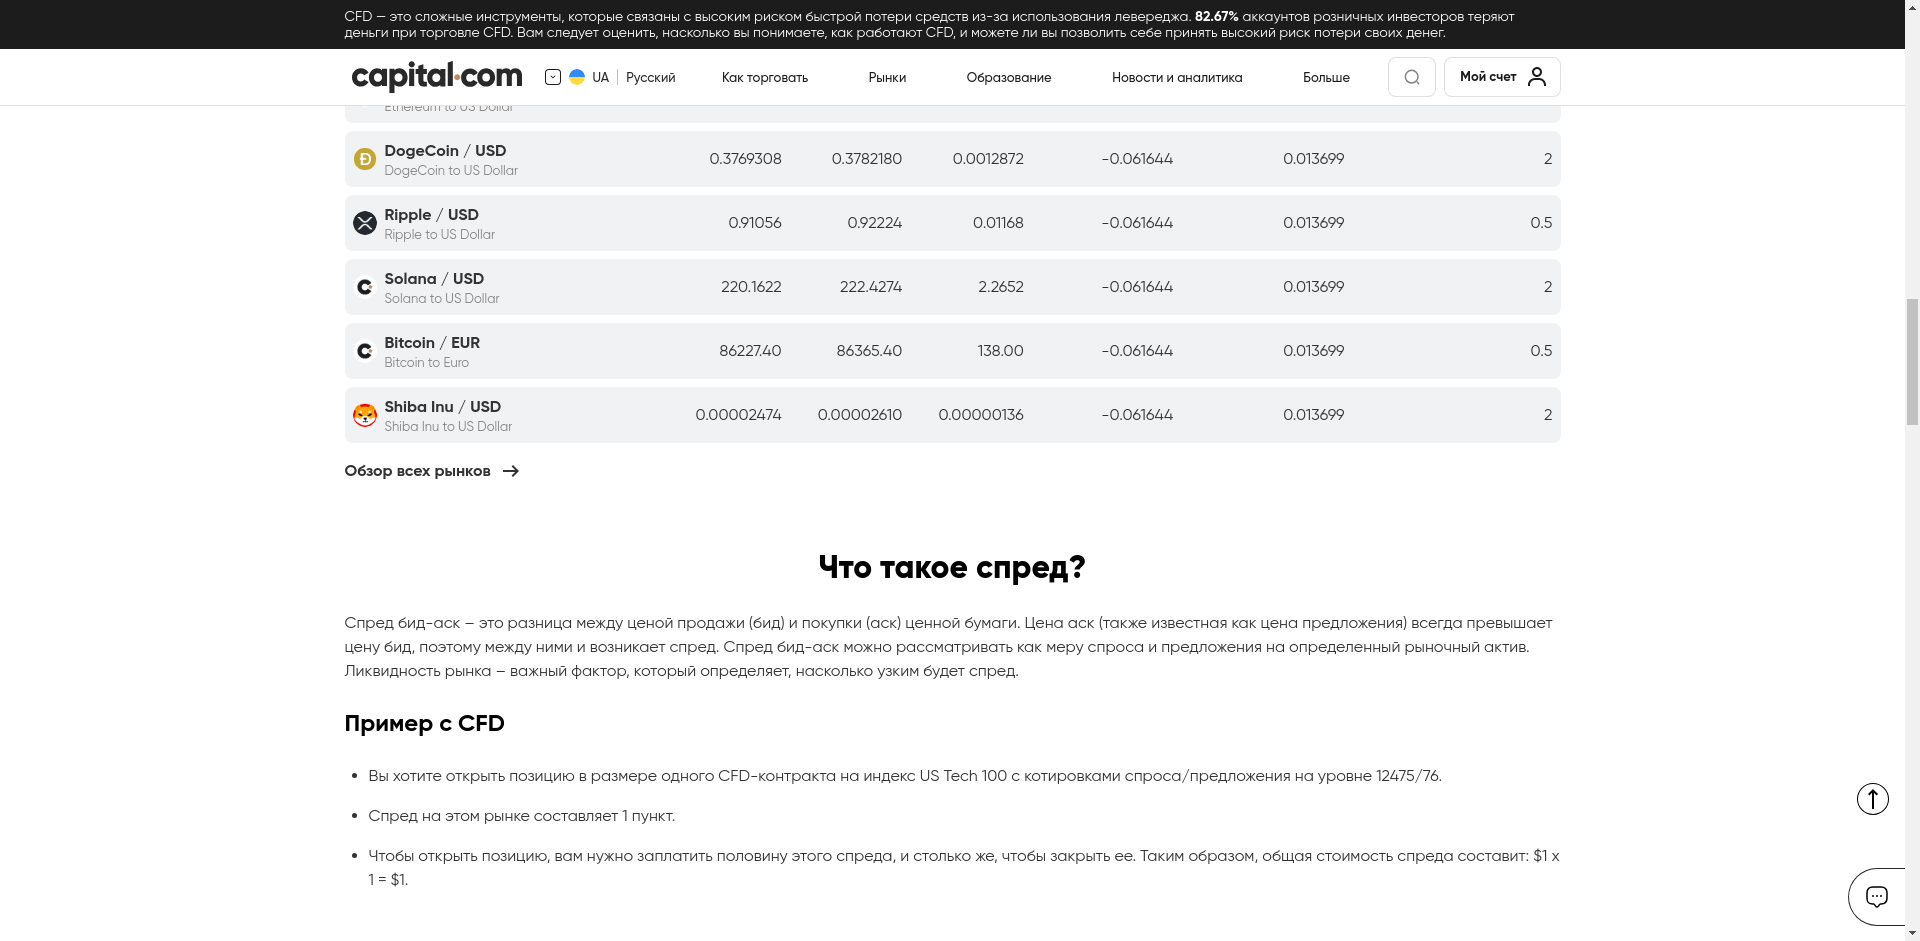 CFD — это сложные инструменты, которые связаны с высоким риском быстрой потери средств из-за использования левереджа. 82.67% аккаунтов розничных инвесторов теряют
деньги при торговле CFD. Вам следует оценить, насколько вы понимаете, как работают CFD, и можете ли вы позволить себе принять высокий риск потери своих денег.
capital.com UA Русский Как торговать Рынки Образование Новости и аналитика Больше Мой счет
Ethereum to US Dollar
DogeCoin / USD 0.3769308 0.3782180 0.0012872 -0.061644 0.013699 2
DogeCoin to US Dollar
Ripple / USD 0.91056 0.92224 0.01168 -0.061644 0.013699 0.5
Ripple to US Dollar
Solana / USD 220.1622 222.4274 2.2652 -0.061644 0.013699 2
Solana to US Dollar
Bitcoin / EUR 86227.40 86365.40 138.00 -0.061644 0.013699 0.5
Bitcoin to Euro
Shiba Inu / USD 0.00002474 0.00002610 0.00000136 -0.061644 0.013699 2
Shiba Inu to US Dollar
Обзор всех рынков
Что такое спред?
Спред бид-аск – это разница между ценой продажи (бид) и покупки (аск) ценной бумаги. Цена аск (также известная как цена предложения) всегда превышает
цену бид, поэтому между ними и возникает спред. Спред бид-аск можно рассматривать как меру спроса и предложения на определенный рыночный актив.
Ликвидность рынка – важный фактор, который определяет, насколько узким будет спред.
Пример с CFD
• Вы хотите открыть позицию в размере одного CFD-контракта на индекс US Tech 100 с котировками спроса/предложения на уровне 12475/76.
• Спред на этом рынке составляет 1 пункт.
• Чтобы открыть позицию, вам нужно заплатить половину этого спреда, и столько же, чтобы закрыть ее. Таким образом, общая стоимость спреда составит: $1 x
1 = $1.